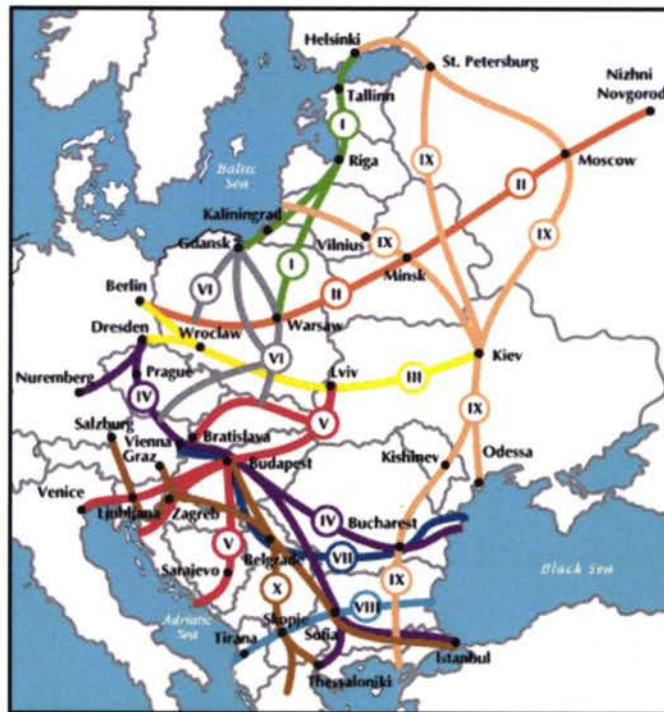 Helsinki
St. Petersburg
Nizhni
Novgorod
Tallinn
I
IX
Moscow
Riga
II
Baltic
Sea
Kaliningrad
IX
Gdansk
Vilnius
IX
I
Minsk
VI
II
Berlin
Warsaw
Dresden
Wroclaw
VI
Kiev
Lviv
III
Nuremberg
Prague
IV
IX
Salzburg
V
Vienna
Bratislava
Graz
Budapest
Kishinev
Odessa
Venice
Ljubljana
Zagreb
IV
Bucharest
V
Belgrade
VII
Sarajevo
IX
Black Sea
X
VIII
Adriatic
Sea
Skopje
Tirana
Sofia
Istanbul
Thessaloniki